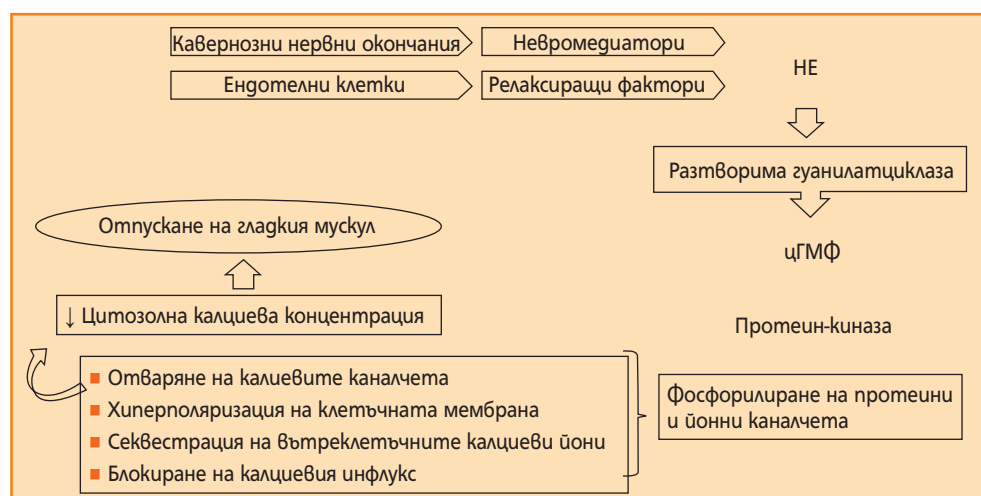 Кавернозни нервни окончания
Невромедиатори
Ендотелни клетки
Релаксиращи фактори
НЕ
Разтворима гуанилатциклаза
цГМФ
Протеин-киназа
Фосфорилиране на протеини
и йонни каналчета
■ Отваряне на калиевите каналчета
■ Хиперполяризация на клетъчната мембрана
■ Секвестрация на вътреклетъчните калциеви йони
■ Блокиране на калциевия инфлукс
↓ Цитозолна калциева концентрация
Отпускане на гладкия мускул